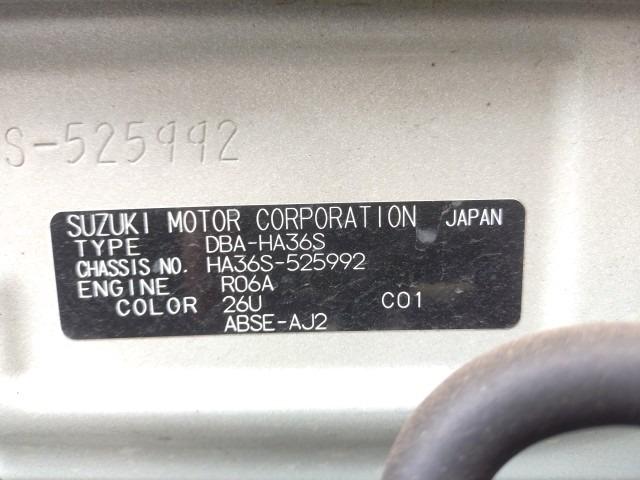 S-525992
SUZUKI MOTOR CORPORATION JAPAN
TYPE DBA-HA36S
CHASSIS NO. HA36S-525992
ENGINE R06A
COLOR 26U C01
ABSE-AJ2